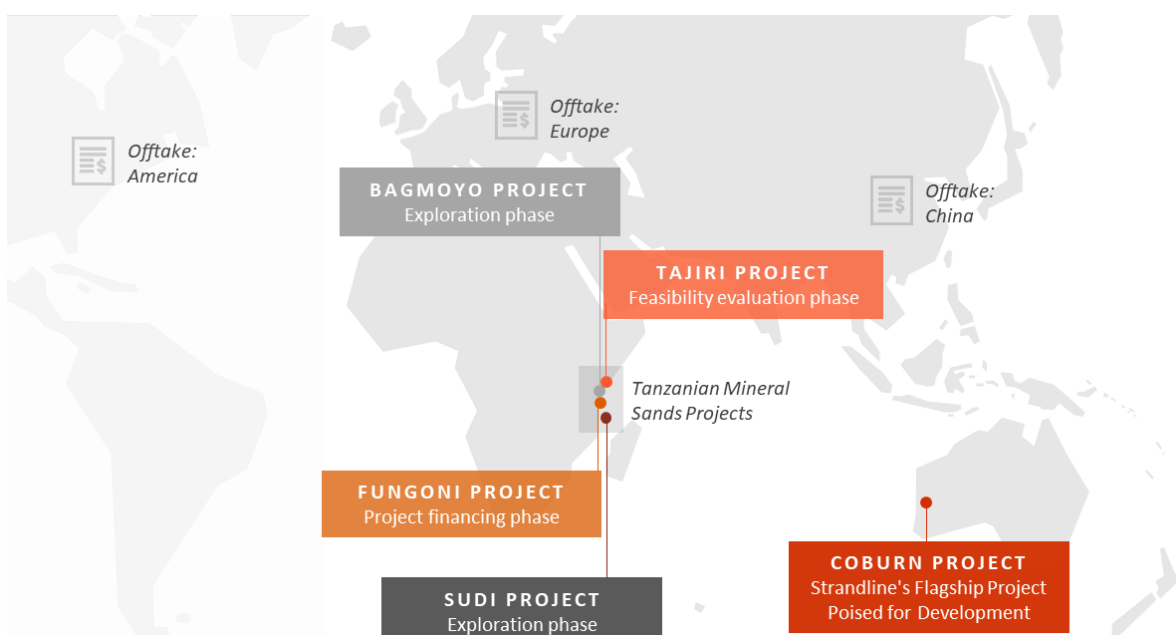 Offtake:
America
Offtake:
Europe
BAGMOYO PROJECT
Exploration phase
Offtake:
China
TAJIRI PROJECT
Feasibility evaluation phase
Tanzanian Mineral
Sands Projects
FUNGONI PROJECT
Project financing phase
COBURN PROJECT
Strandline's Flagship Project
Poised for Development
SUDI PROJECT
Exploration phase